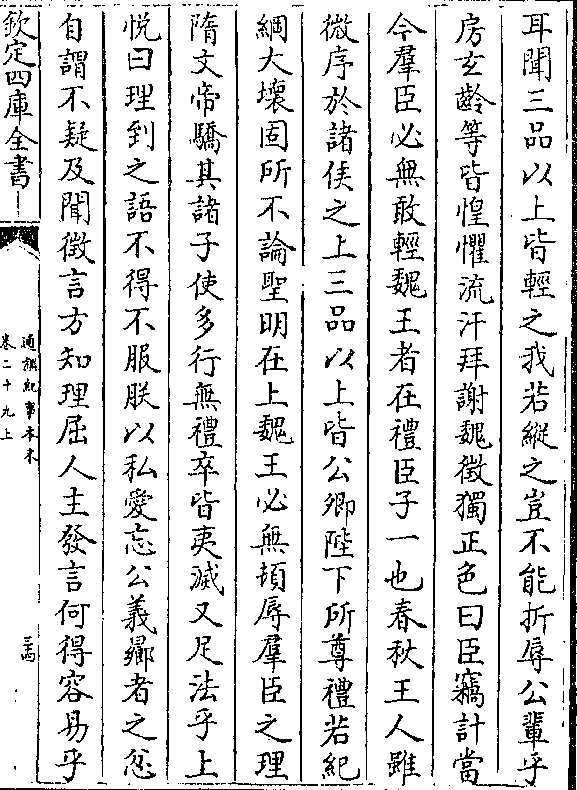 耳聞三品以上皆輕之我若縱之豈不能折辱公輩乎
房玄齡等皆惶懼流汗拜謝魏徵獨正色曰臣竊計當
今羣臣必無敢輕魏王者在禮臣子一也春秋王人雖
微序於諸侯之上三品以上皆公卿陛下所尊禮若紀
綱大壞固所不論聖明在上魏王必無頓辱羣臣之理
隋文帝驕其諸子使多行無禮卒皆夷滅又足法乎上
悅曰理到之語不得不服朕以私愛忘公義曏者之忿
自謂不疑及聞徵言方知理屈人主發言何得容易乎
欽定四庫全書
通鑑紀事本末
卷二十九上